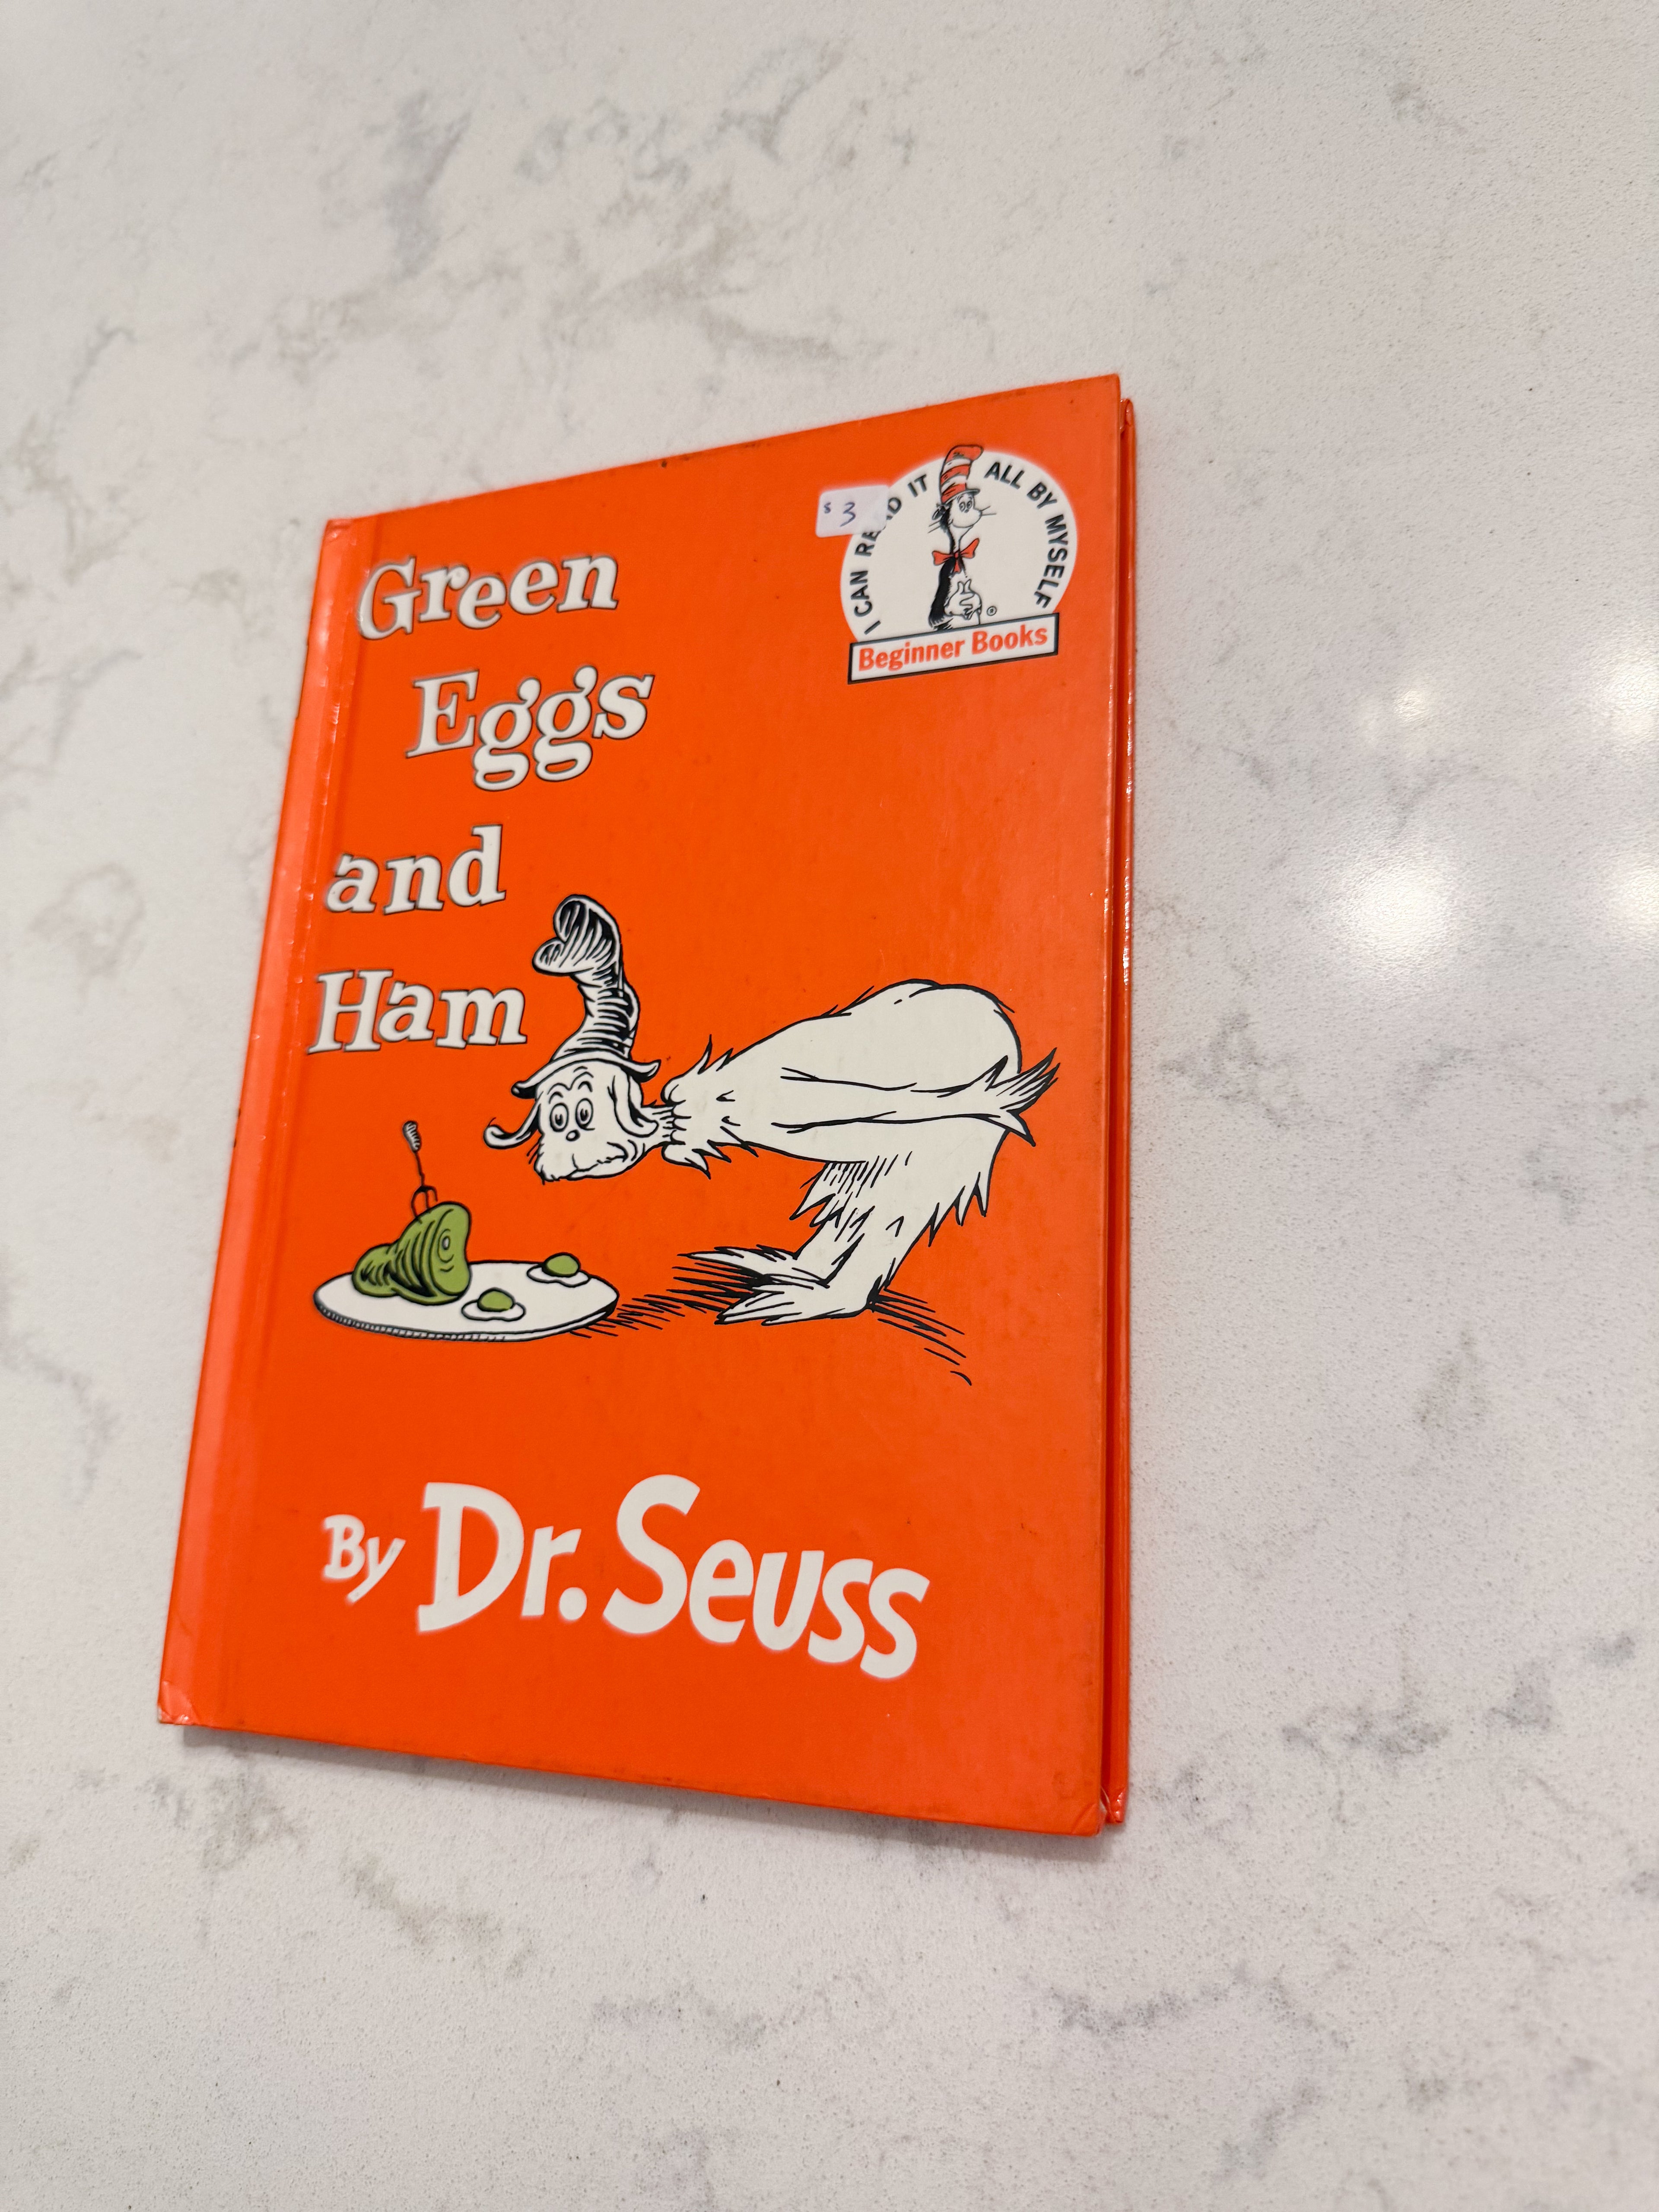 Green
Eggs
and
Ham
$3
I CAN READ IT ALL BY MYSELF
Beginner Books
®
By Dr. Seuss